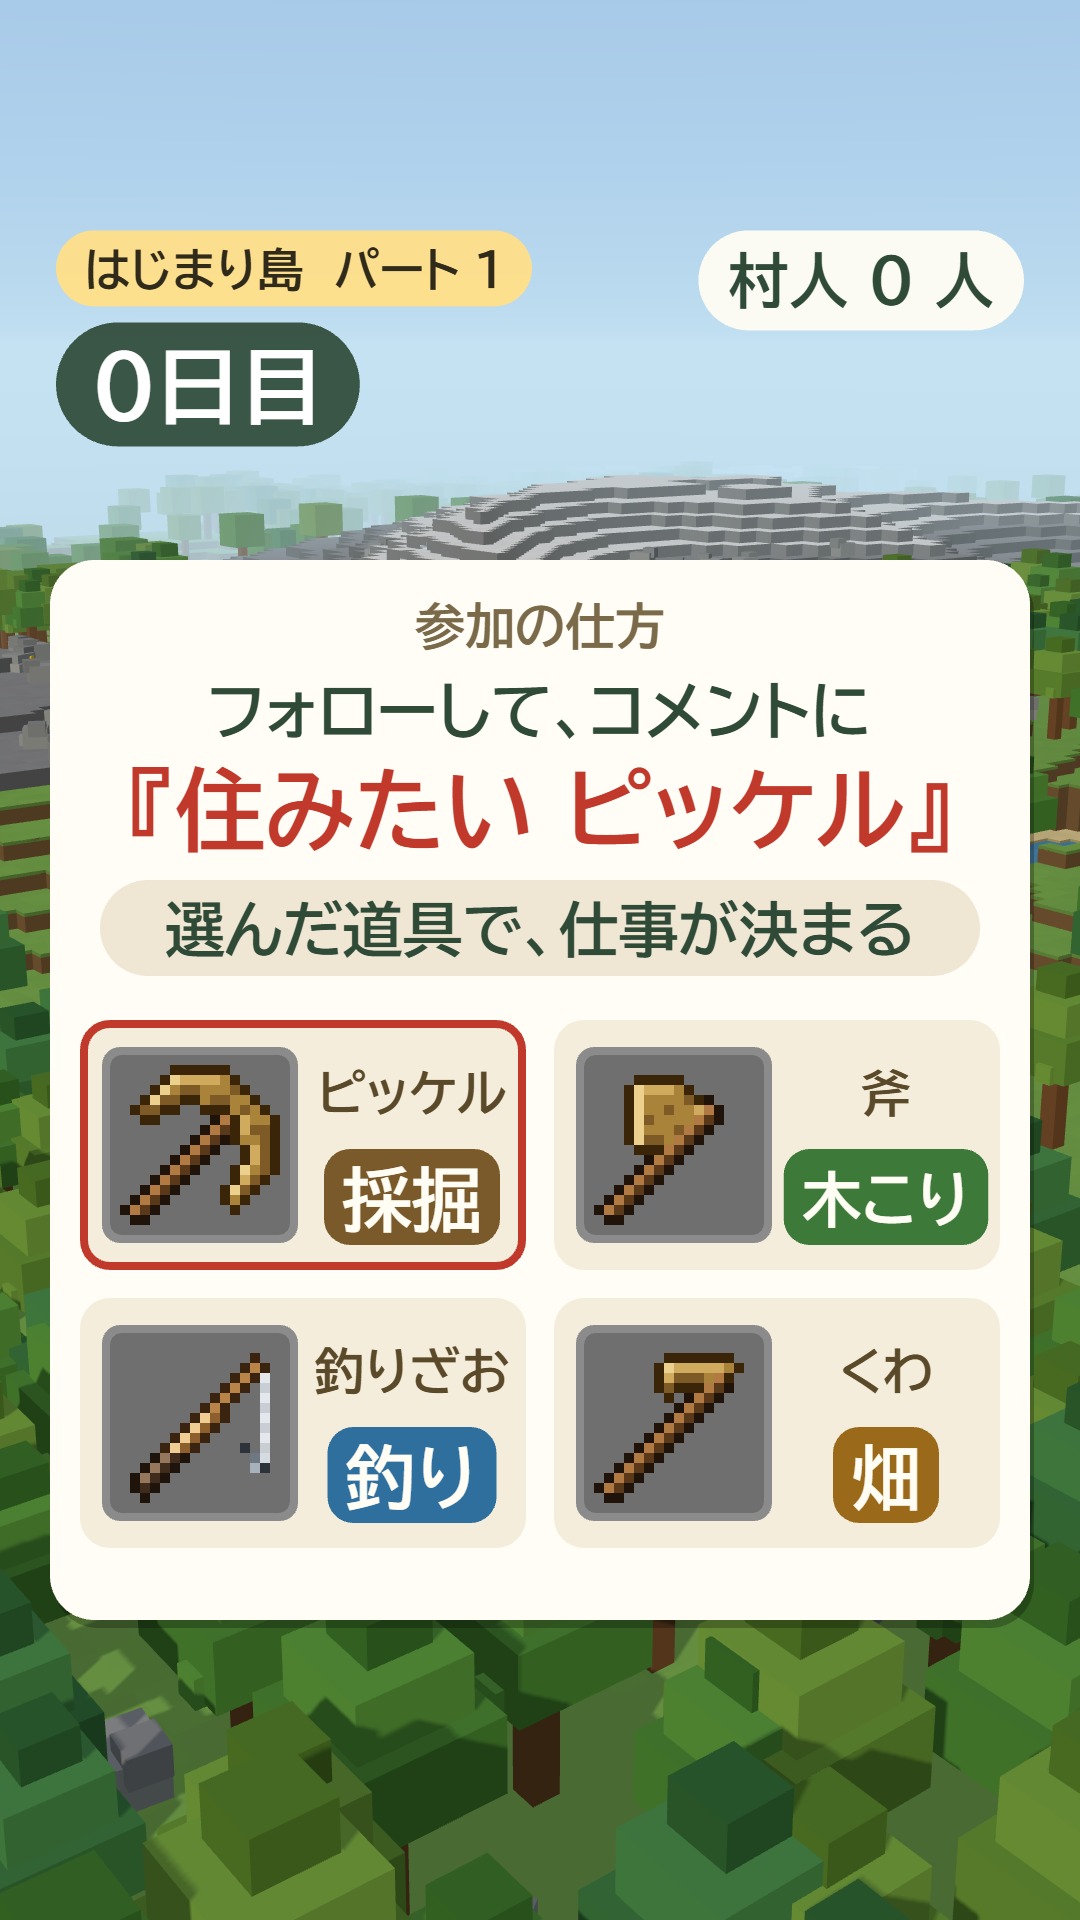 はじまり島 パート 1
村人 0 人
0日目
参加の仕方
フォローして、コメントに
『住みたい ピッケル』
選んだ道具で、仕事が決まる
ピッケル
採掘
斧
木こり
釣りざお
釣り
くわ
畑